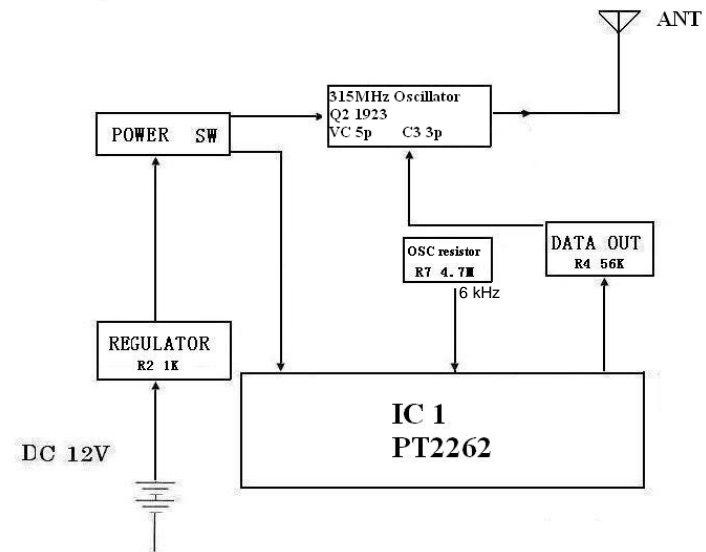 ANT
315MHz Oscillator
Q2 1923
VC 5p C3 3p
POWER SW
DATA OUT
R4 56K
OSC resistor
R7 4.7M
6 kHz
REGULATOR
R2 1K
IC 1
PT2262
DC 12V